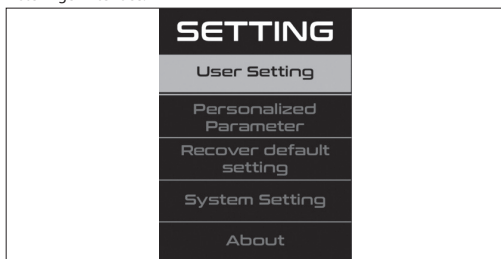 SETTING
User Setting
Personalized
Parameter
Recover default
setting
System Setting
About